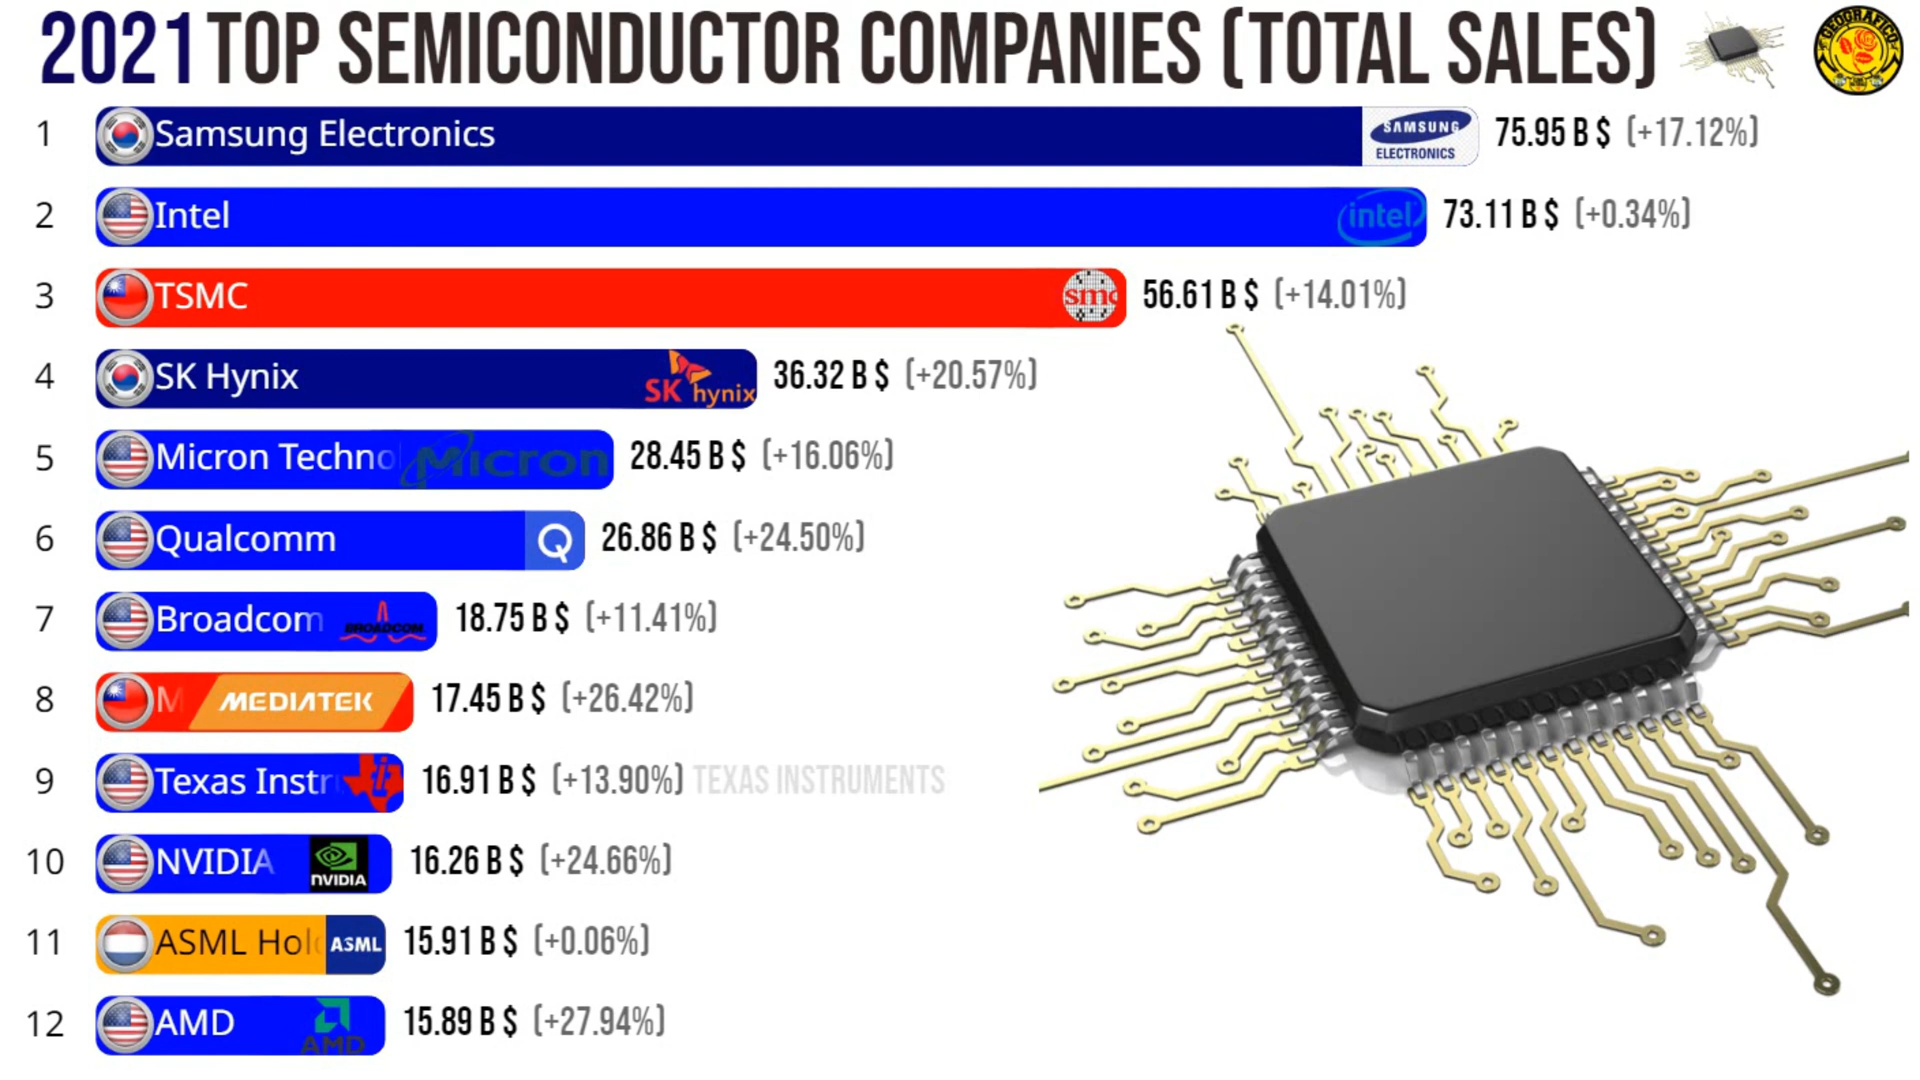 2021 TOP SEMICONDUCTOR COMPANIES (TOTAL SALES)
GEOGRAFICO
1 Samsung Electronics SAMSUNG ELECTRONICS 75.95 B $ (+17.12%)
2 Intel intel 73.11 B $ (+0.34%)
3 TSMC smc 56.61 B $ (+14.01%)
4 SK Hynix SK hynix 36.32 B $ (+20.57%)
5 Micron Techno Micron 28.45 B $ (+16.06%)
6 Qualcomm Q 26.86 B $ (+24.50%)
7 Broadcom BROADCOM 18.75 B $ (+11.41%)
8 M MEDIATEK 17.45 B $ (+26.42%)
9 Texas Instr 16.91 B $ (+13.90%) TEXAS INSTRUMENTS
10 NVIDIA NVIDIA 16.26 B $ (+24.66%)
11 ASML Hol ASML 15.91 B $ (+0.06%)
12 AMD AMD 15.89 B $ (+27.94%)